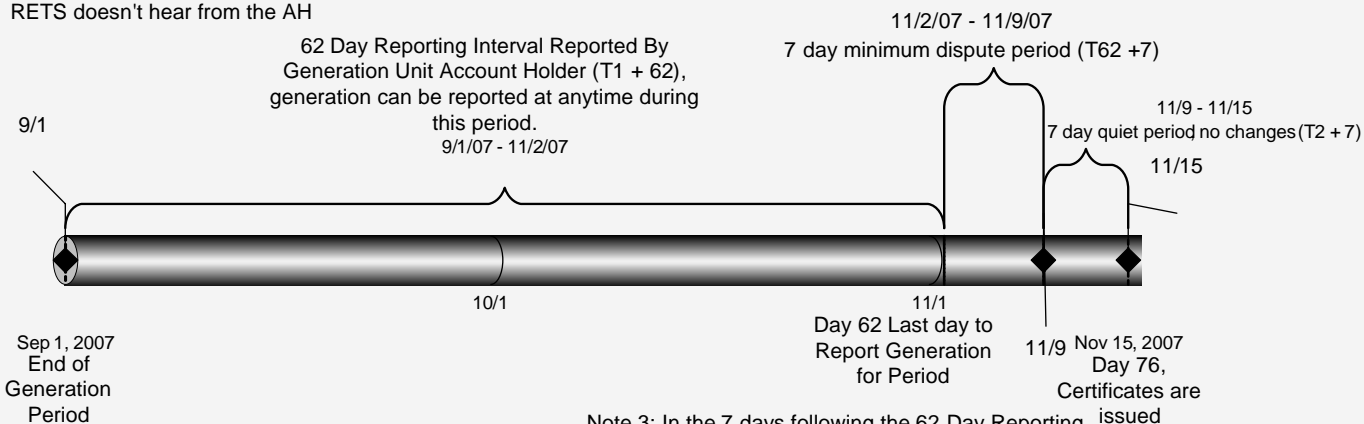 RETS doesn't hear from the AH
11/2/07 - 11/9/07
7 day minimum dispute period (T62 +7)
62 Day Reporting Interval Reported By
Generation Unit Account Holder (T1 + 62),
generation can be reported at anytime during
this period.
9/1/07 - 11/2/07
11/9 - 11/15
7 day quiet period, no changes (T2 + 7)
9/1
11/15
10/1
11/1
Day 62 Last day to
Report Generation
for Period
11/9
Sep 1, 2007
End of
Generation
Period
Nov 15, 2007
Day 76,
Certificates are
issued
Note 3: In the 7 days following the 62 Day Reporting